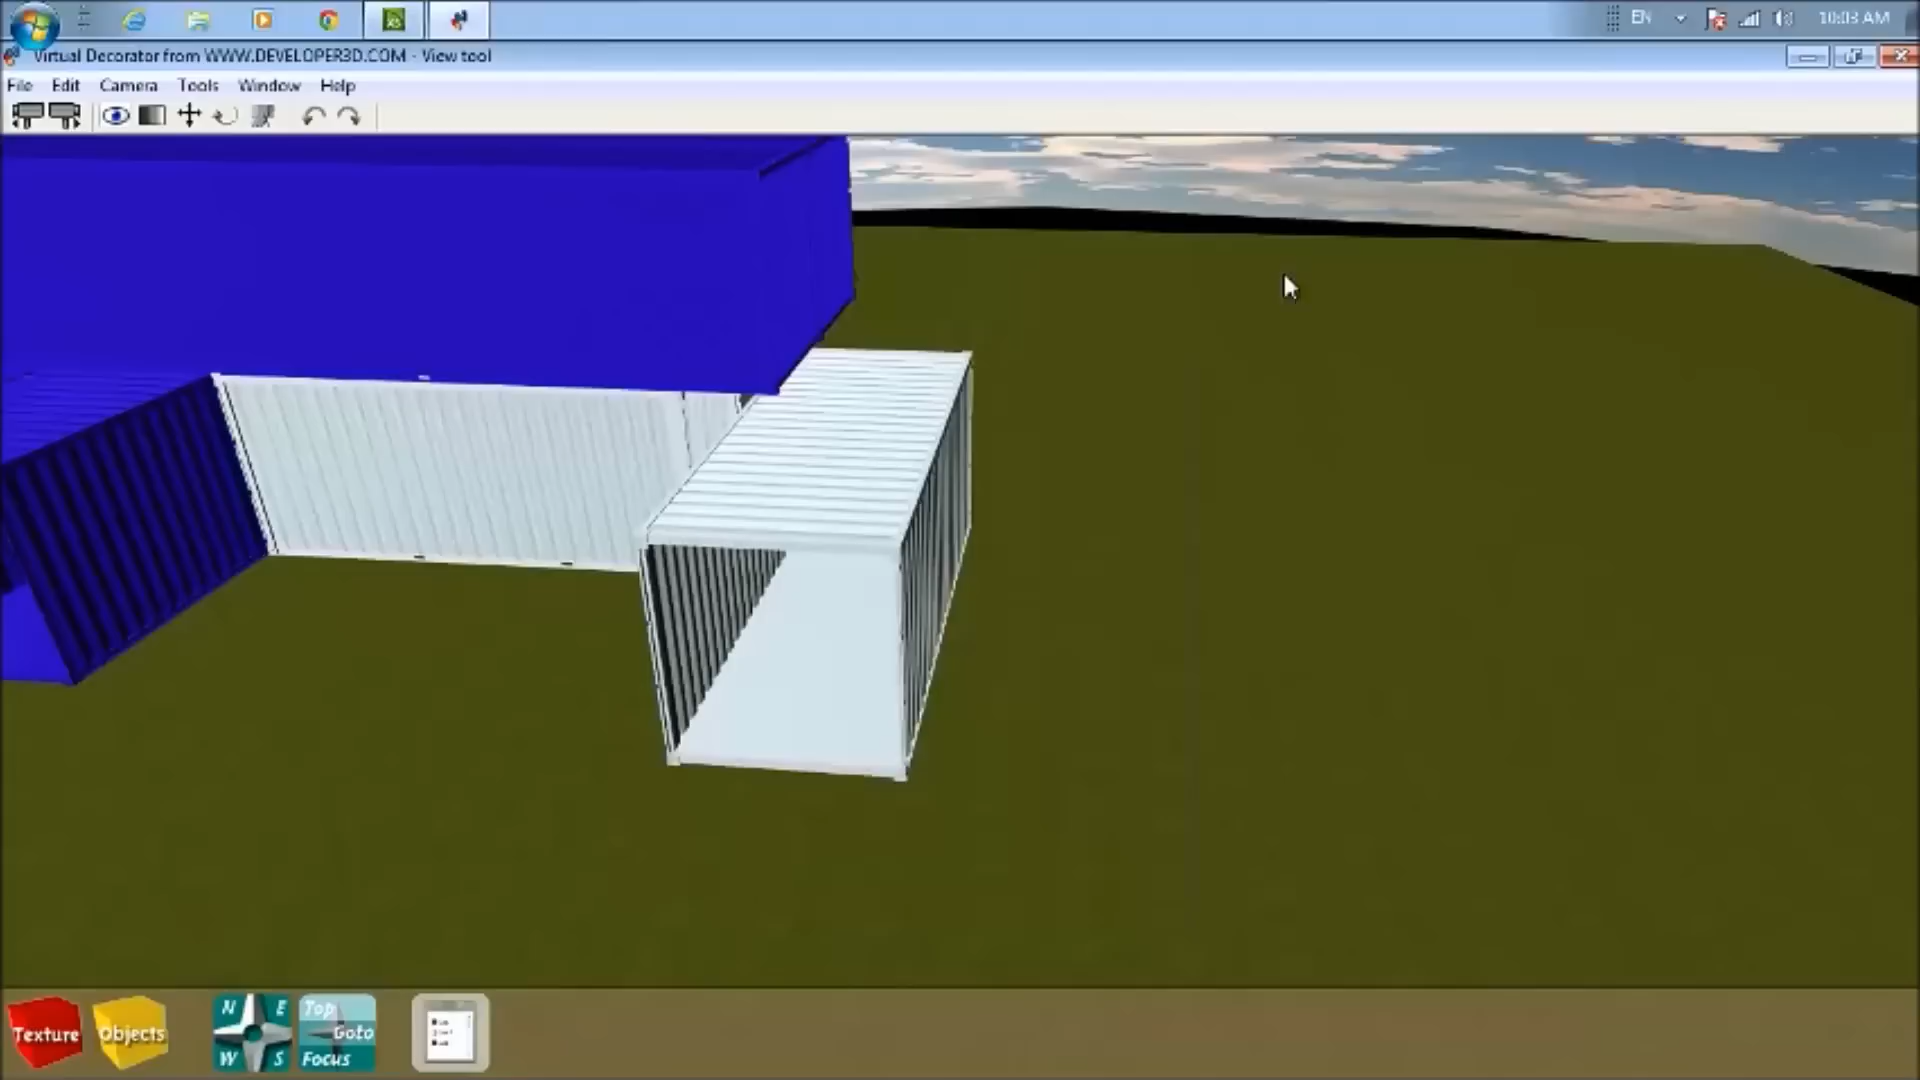 EN
10:03 AM
Virtual Decorator from WWW.DEVELOPER3D.COM - View tool
File Edit Camera Tools Window Help
Texture
Objects
N E
W S
Top
Goto
Focus